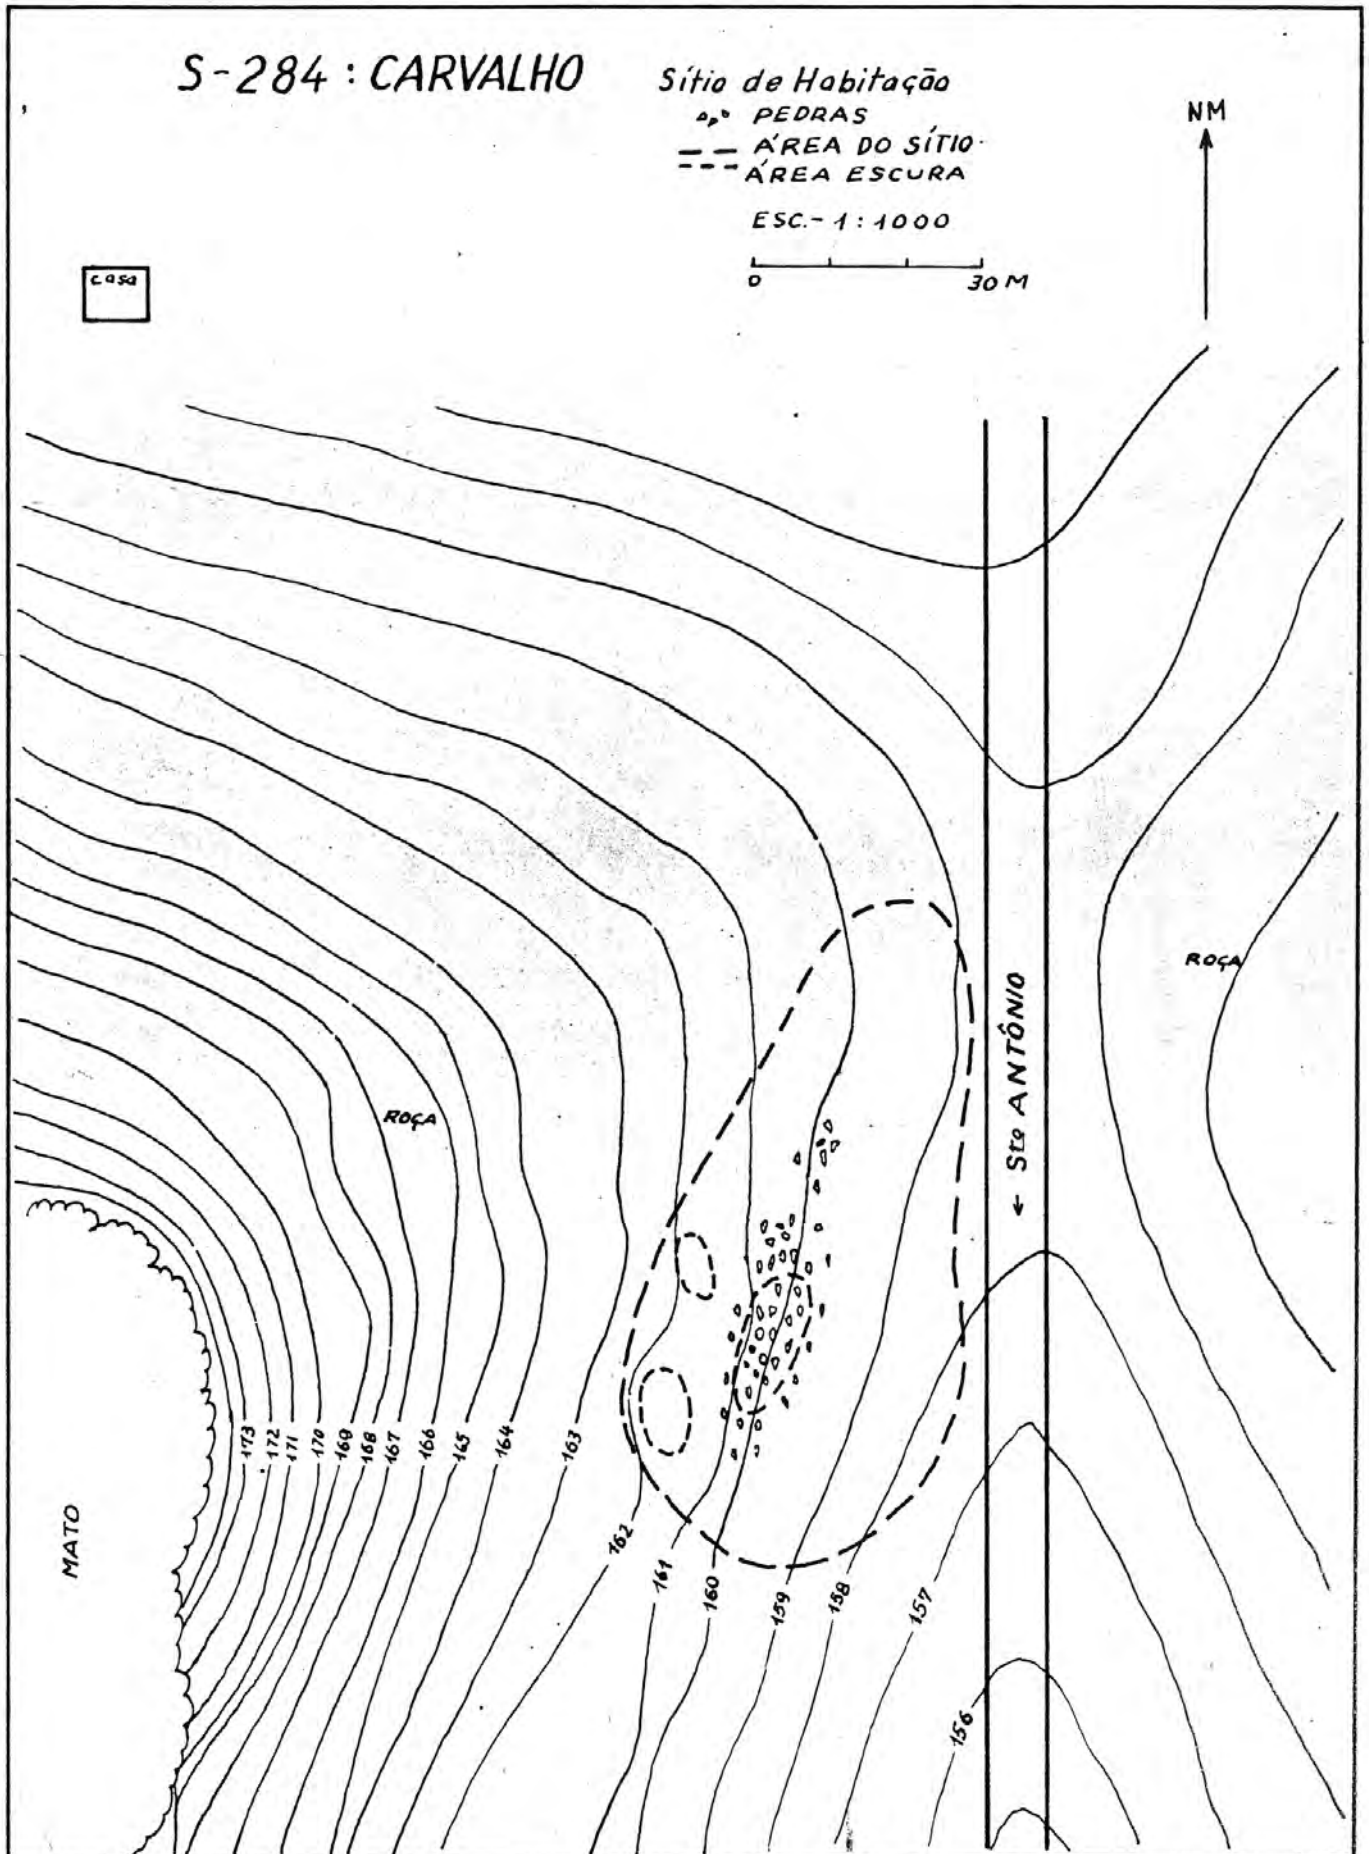 S-284 : CARVALHO
Sítio de Habitação
PEDRAS
ÁREA DO SÍTIO
ÁREA ESCURA
ESC.- 1 : 1000
0 30 M
NM
casa
ROÇA
← Sto ANTÔNIO
ROÇA
173
172
171
170
169
168
167
166
165
164
163
162
161
160
159
158
157
156
MATO